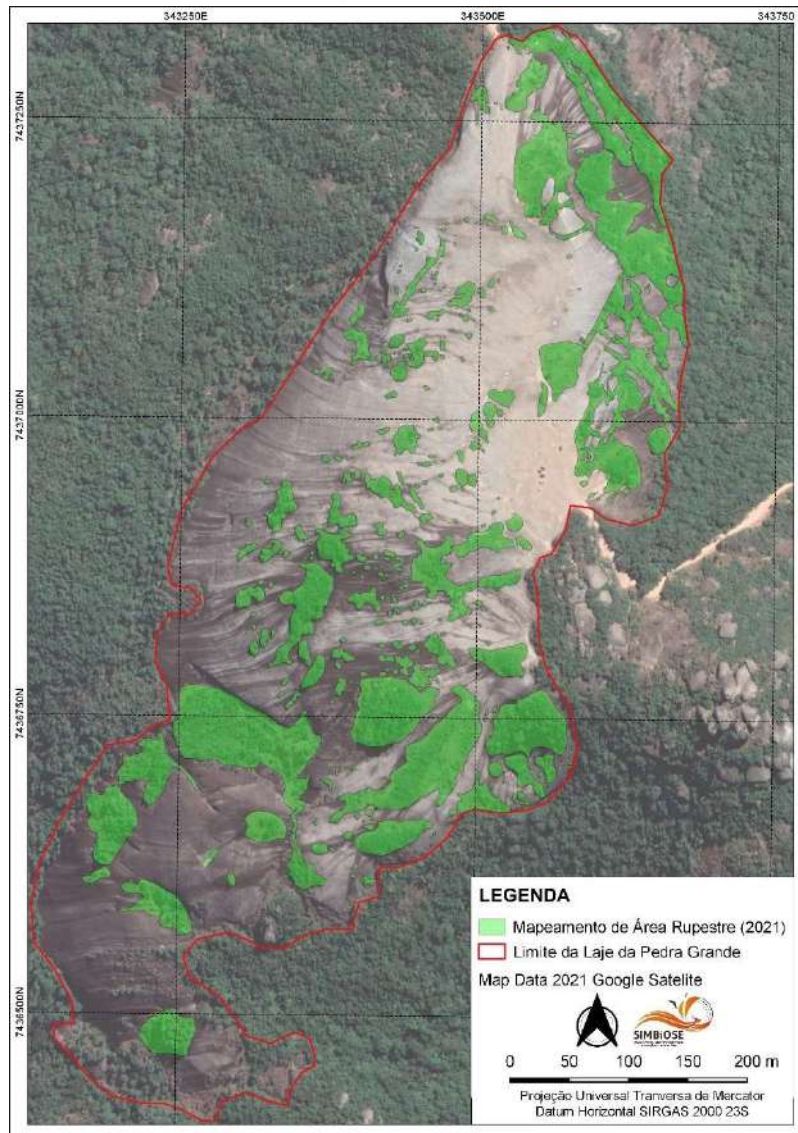 343250E 343500E 343750
7437250N
7437000N
7436750N
7436500N
LEGENDA
Mapeamento de Área Rupestre (2021)
Limite da Laje da Pedra Grande
Map Data 2021 Google Satelite
SIMBiOSE
0 50 100 150 200 m
Projeção Universal Tranversa de Mercator
Datum Horizontal SIRGAS 2000 23S